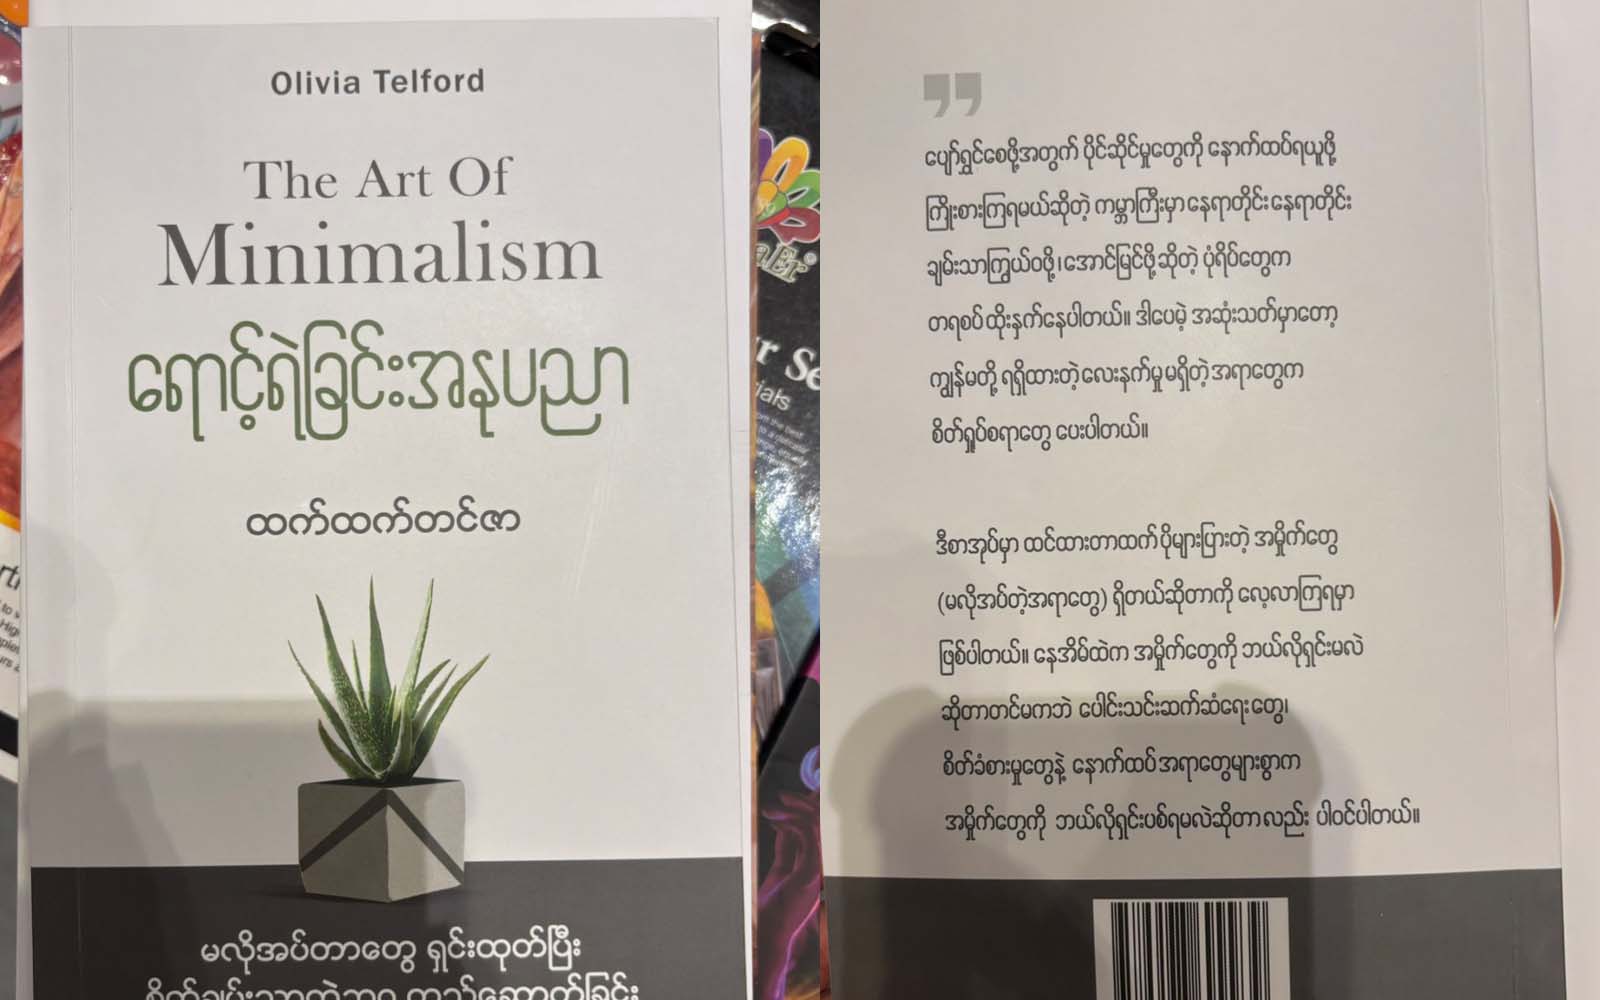 Olivia Telford
The Art Of
Minimalism
ရောင့်ရဲခြင်းအနုပညာ
ထက်ထက်တင်ဇာ
မလိုအပ်တာတွေ ရှင်းထုတ်ပြီး
ပျော်ရွှင်စေဖို့အတွက် ပိုင်ဆိုင်မှုတွေကို နောက်ထပ်ရယူဖို့
ကြိုးစားကြရမယ်ဆိုတဲ့ ကမ္ဘာကြီးမှာ နေရာတိုင်း နေရာတိုင်း
ချမ်းသာကြွယ်ဝဖို့၊ အောင်မြင်ဖို့ ဆိုတဲ့ ပုံရိပ်တွေက
တရစပ် ထိုးနှက်နေပါတယ်။ ဒါပေမဲ့ အဆုံးသတ်မှာတော့
ကျွန်မတို့ ရရှိထားတဲ့ လေးနက်မှု မရှိတဲ့ အရာတွေက
စိတ်ရှုပ်စရာတွေ ပေးပါတယ်။
ဒီစာအုပ်မှာ ထင်ထားတာထက် ပိုများပြားတဲ့ အမှိုက်တွေ
(မလိုအပ်တဲ့အရာတွေ) ရှိတယ်ဆိုတာကို လေ့လာကြရမှာ
ဖြစ်ပါတယ်။ နေအိမ်ထဲက အမှိုက်တွေကို ဘယ်လိုရှင်းမလဲ
ဆိုတာတင်မကဘဲ ပေါင်းသင်းဆက်ဆံရေး တွေ၊
စိတ်ခံစားမှုတွေနဲ့ နောက်ထပ် အရာတွေများစွာက
အမှိုက်တွေကို ဘယ်လိုရှင်းပစ်ရမလဲဆိုတာ လည်း ပါဝင်ပါတယ်။